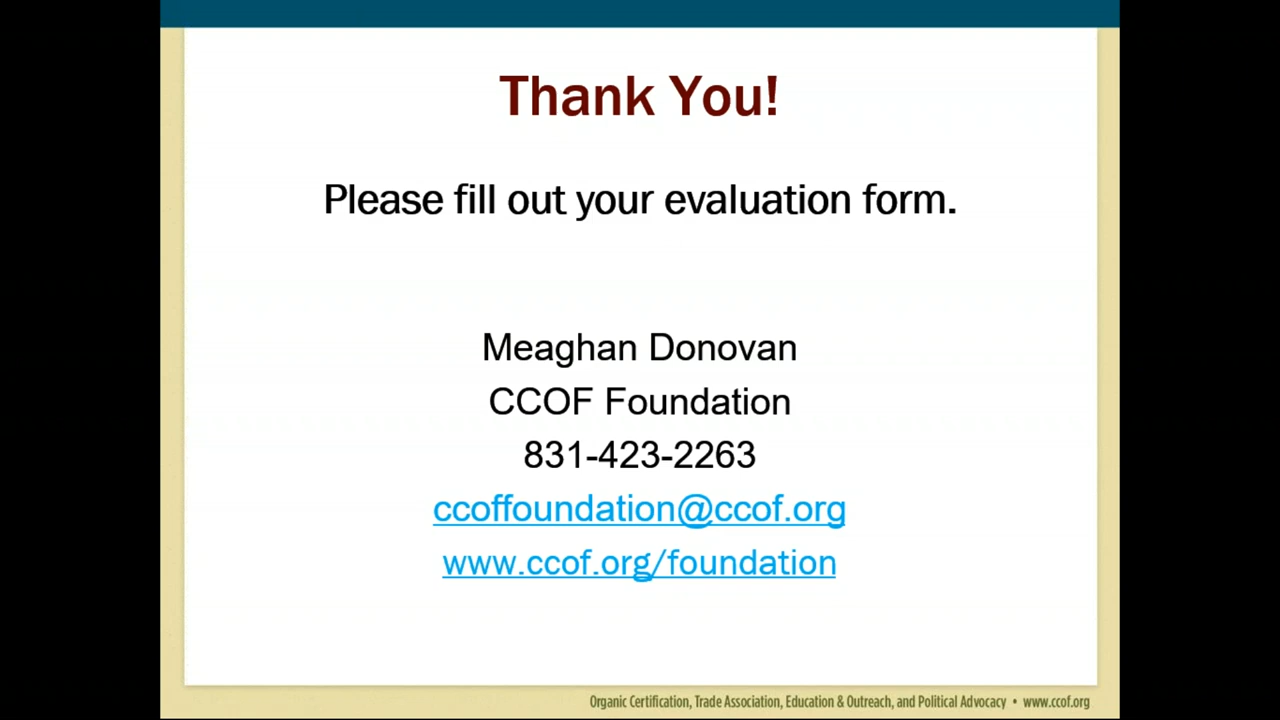 Thank You!
Please fill out your evaluation form.
Meaghan Donovan
CCOF Foundation
831-423-2263
ccoffoundation@ccof.org
www.ccof.org/foundation
Organic Certification, Trade Association, Education & Outreach, and Political Advocacy • www.ccof.org